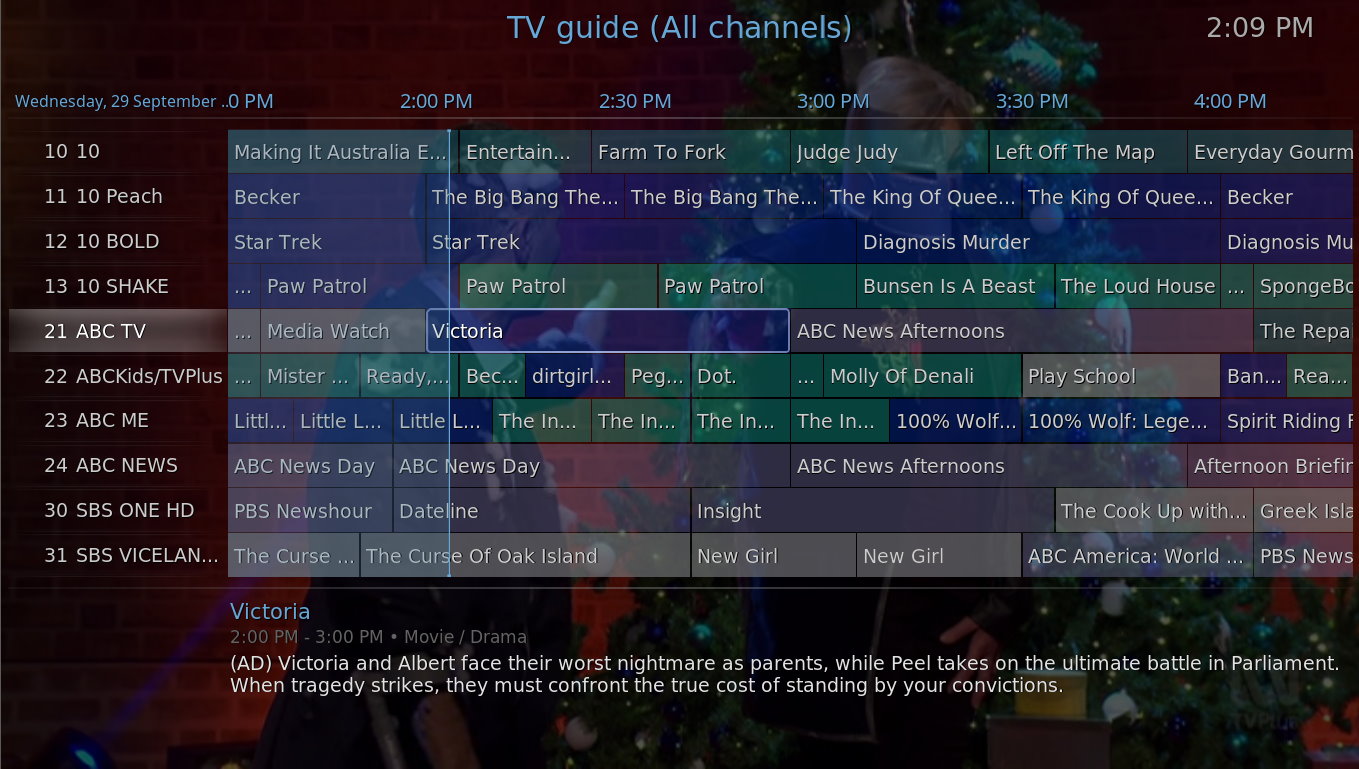 TV guide (All channels)
2:09 PM
Wednesday, 29 September ..0 PM 2:00 PM 2:30 PM 3:00 PM 3:30 PM 4:00 PM
10 10 Making It Australia E... Entertain... Farm To Fork Judge Judy Left Off The Map Everyday Gourm
11 10 Peach Becker The Big Bang The... The Big Bang The... The King Of Quee... The King Of Quee... Becker
12 10 BOLD Star Trek Star Trek Diagnosis Murder Diagnosis Mu
13 10 SHAKE ... Paw Patrol Paw Patrol Paw Patrol Bunsen Is A Beast The Loud House ... SpongeBo
21 ABC TV ... Media Watch Victoria ABC News Afternoons The Repa
22 ABCKids/TVPlus ... Mister ... Ready,... Bec... dirtgirl... Peg... Dot. ... Molly Of Denali Play School Ban... Rea...
23 ABC ME Littl... Little L... Little L... The In... The In... The In... The In... 100% Wolf... 100% Wolf: Lege... Spirit Riding F
24 ABC NEWS ABC News Day ABC News Day ABC News Afternoons Afternoon Briefin
30 SBS ONE HD PBS Newshour Dateline Insight The Cook Up with... Greek Isla
31 SBS VICELAN... The Curse ... The Curse Of Oak Island New Girl New Girl ABC America: World ... PBS News
Victoria
2:00 PM - 3:00 PM • Movie / Drama
(AD) Victoria and Albert face their worst nightmare as parents, while Peel takes on the ultimate battle in Parliament.
When tragedy strikes, they must confront the true cost of standing by your convictions.
TVPlus